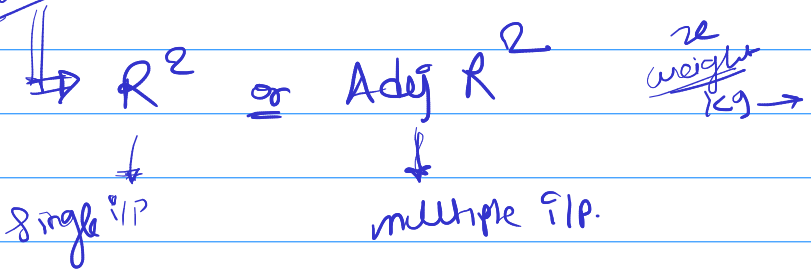 R² or Adj R²
x
weight
kg →
Single i/p
multiple i/p.